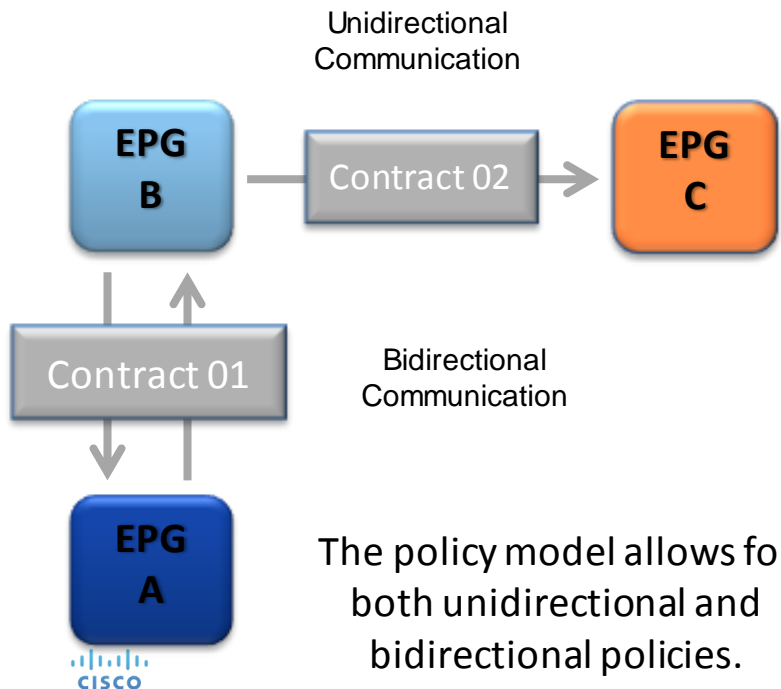 Unidirectional
Communication
EPG
B
Contract 02
EPG
C
Contract 01
Bidirectional
Communication
EPG
A
The policy model allows fo
both unidirectional and
bidirectional policies.
CISCO